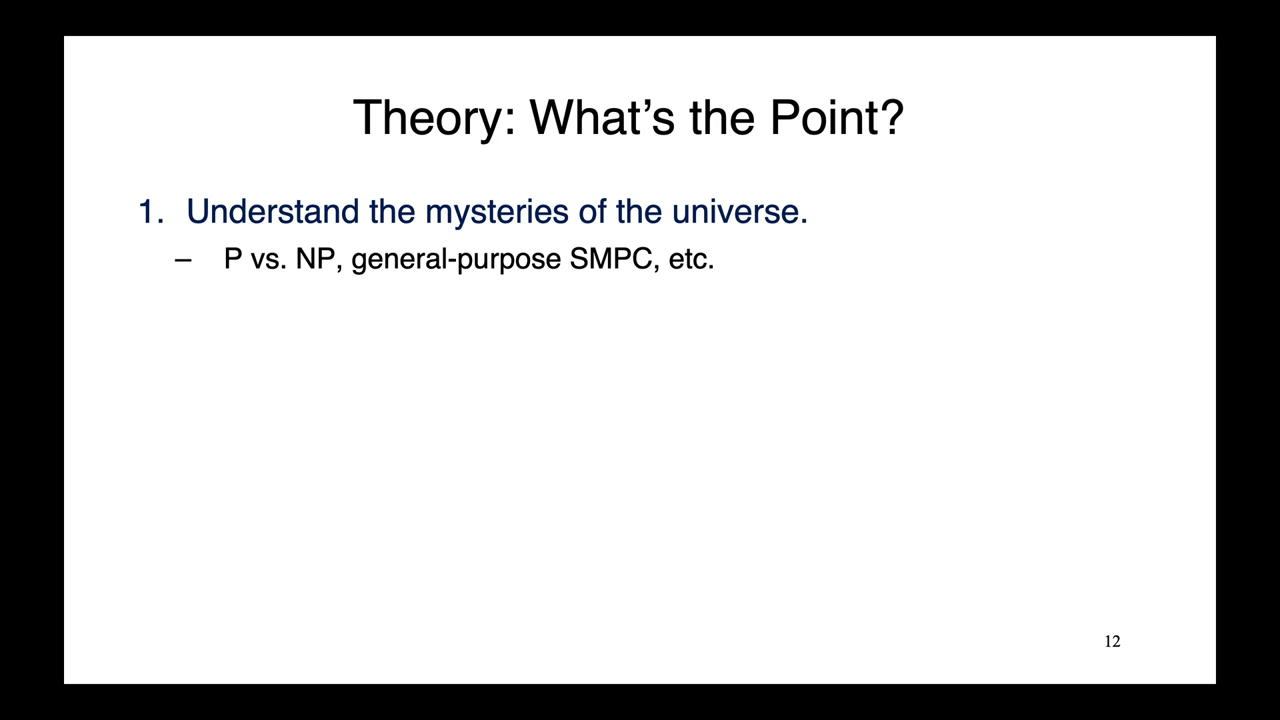 Theory: What’s the Point?
1. Understand the mysteries of the universe.
– P vs. NP, general-purpose SMPC, etc.
12